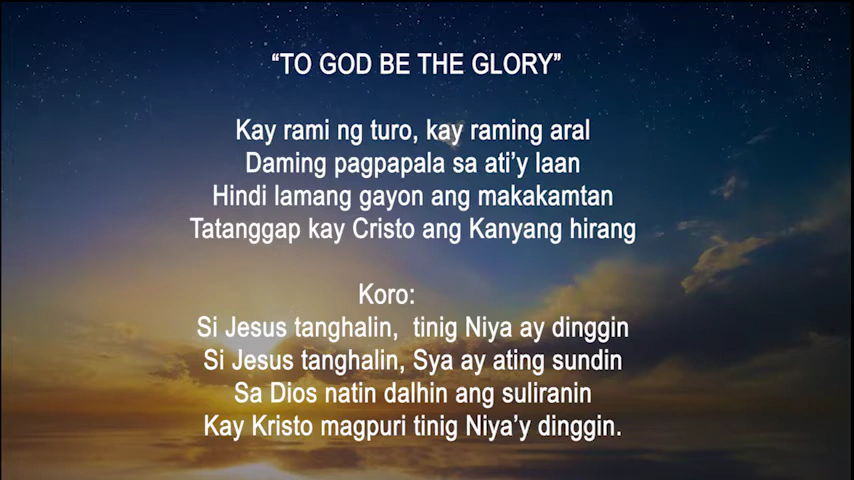 “TO GOD BE THE GLORY”
Kay rami ng turo, kay raming aral
Daming pagpapala sa ati’y laan
Hindi lamang gayon ang makakamtan
Tatanggap kay Cristo ang Kanyang hirang
Koro:
Si Jesus tanghalin, tinig Niya ay dinggin
Si Jesus tanghalin, Sya ay ating sundin
Sa Dios natin dalhin ang suliranin
Kay Kristo magpuri tinig Niya’y dinggin.